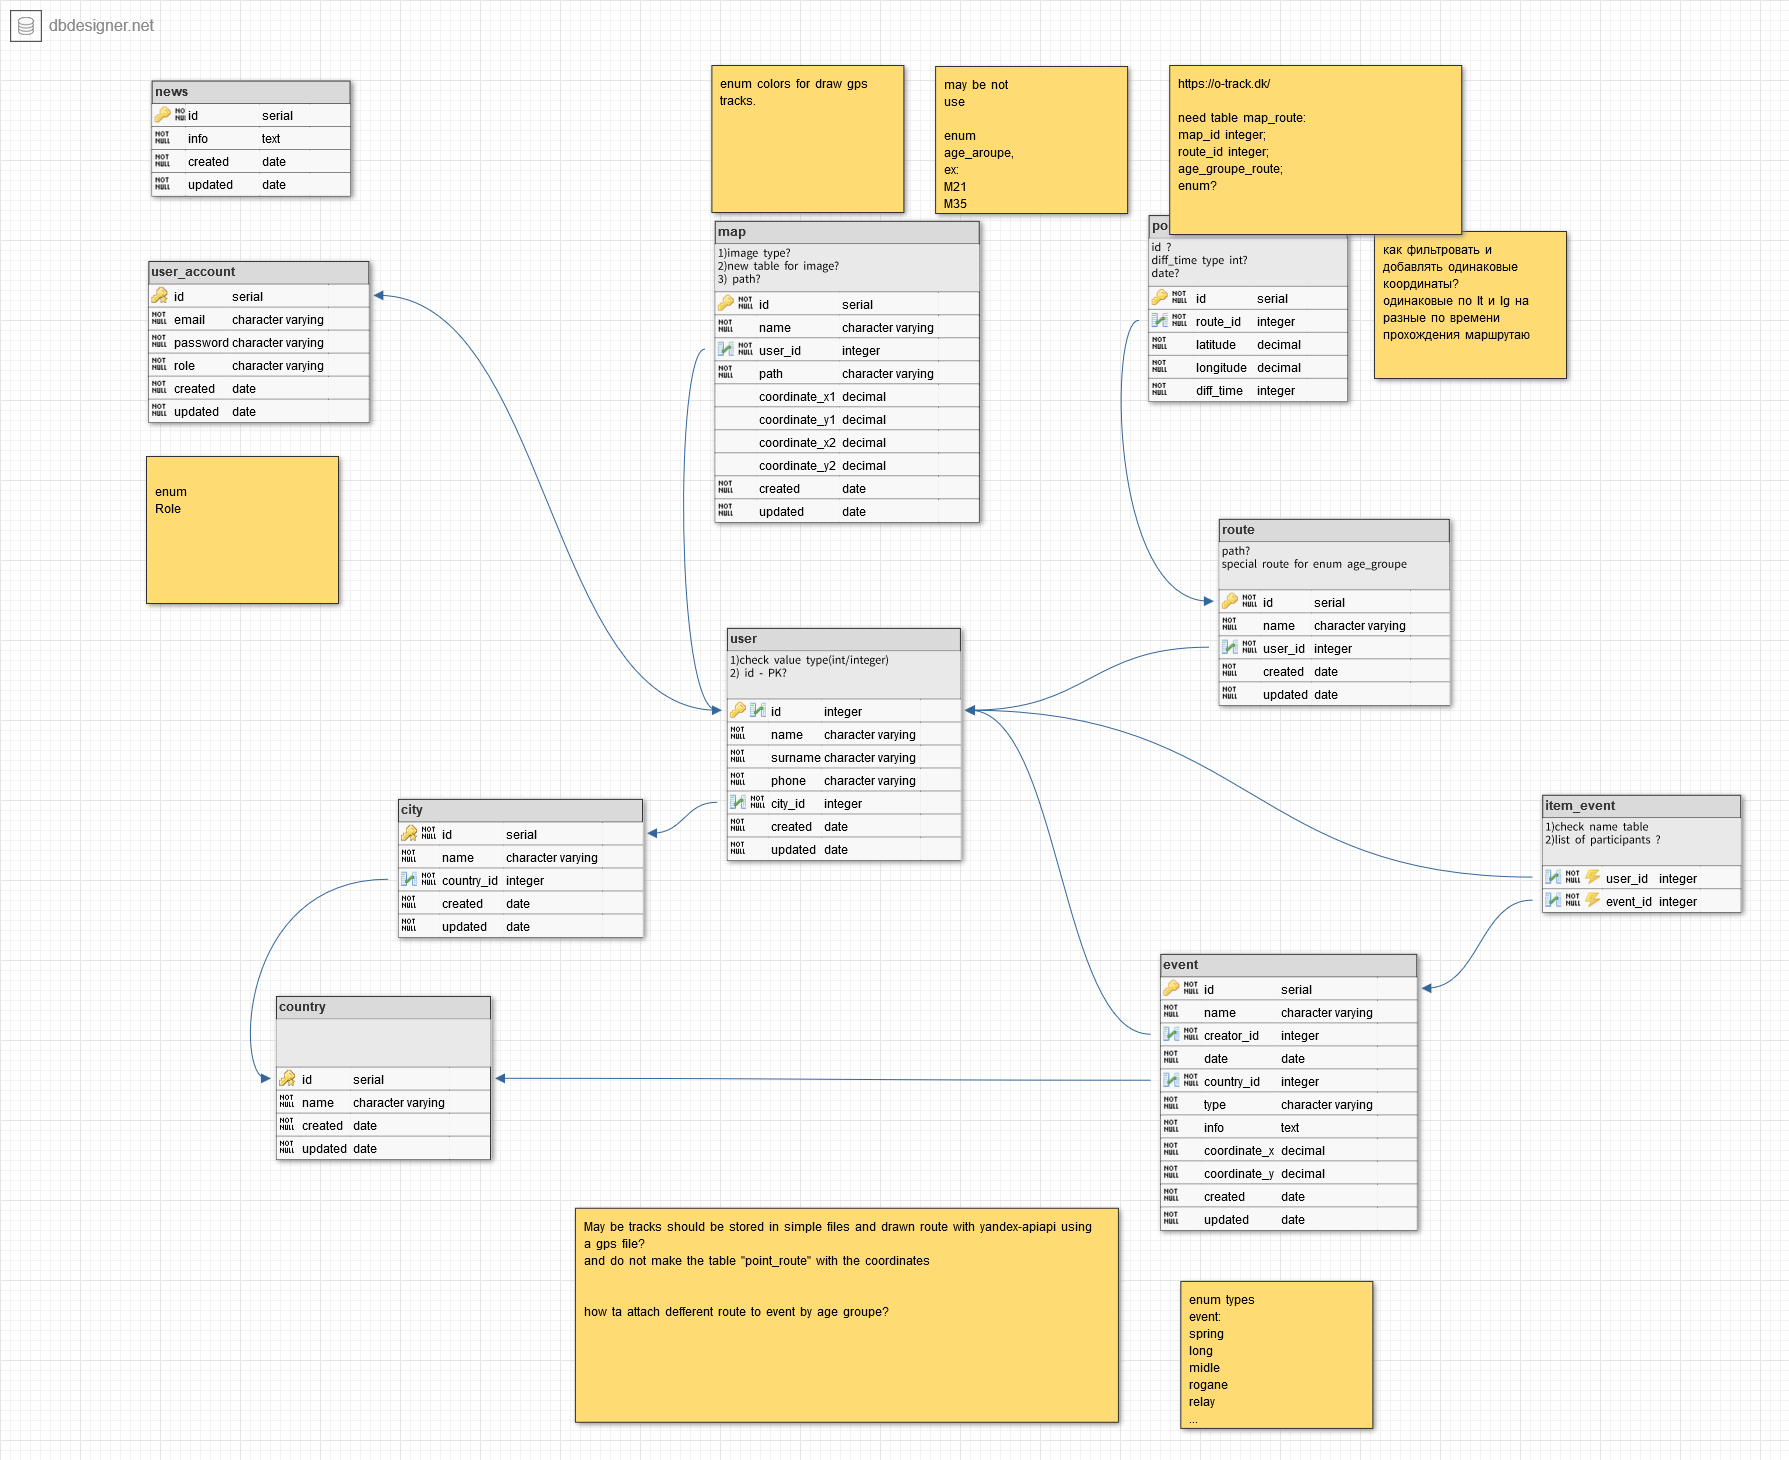 dbdesigner.net
news
NOT NULL id serial
NOT NULL info text
NOT NULL created date
NOT NULL updated date
user_account
id serial
NOT NULL email character varying
NOT NULL password character varying
NOT NULL role character varying
NOT NULL created date
NOT NULL updated date
enum
Role
enum colors for draw gps
tracks.
may be not
use
enum
age_aroupe,
ex:
M21
M35
https://o-track.dk/
need table map_route:
map_id integer;
route_id integer;
age_groupe_route;
enum?
map
1)image type?
2)new table for image?
3) path?
NOT NULL id serial
NOT NULL name character varying
NOT NULL user_id integer
NOT NULL path character varying
coordinate_x1 decimal
coordinate_y1 decimal
coordinate_x2 decimal
coordinate_y2 decimal
NOT NULL created date
NOT NULL updated date
po
id ?
diff_time type int?
date?
NOT NULL id serial
NOT NULL route_id integer
NOT NULL latitude decimal
NOT NULL longitude decimal
NOT NULL diff_time integer
как фильтровать и
добавлять одинаковые
координаты?
одинаковые по lt и lg на
разные по времени
прохождения маршрутаю
route
path?
special route for enum age_groupe
NOT NULL id serial
NOT NULL name character varying
NOT NULL user_id integer
NOT NULL created date
NOT NULL updated date
user
1)check value type(int/integer)
2) id - PK?
id integer
NOT NULL name character varying
NOT NULL surname character varying
NOT NULL phone character varying
NOT NULL city_id integer
NOT NULL created date
NOT NULL updated date
city
NOT NULL id serial
NOT NULL name character varying
NOT NULL country_id integer
NOT NULL created date
NOT NULL updated date
item_event
1)check name table
2)list of participants ?
NOT NULL user_id integer
NOT NULL event_id integer
country
id serial
NOT NULL name character varying
NOT NULL created date
NOT NULL updated date
event
NOT NULL id serial
NOT NULL name character varying
NOT NULL creator_id integer
NOT NULL date date
NOT NULL country_id integer
NOT NULL type character varying
NOT NULL info text
NOT NULL coordinate_x decimal
NOT NULL coordinate_y decimal
NOT NULL created date
NOT NULL updated date
May be tracks should be stored in simple files and drawn route with yandex-apiapi using
a gps file?
and do not make the table "point_route" with the coordinates
how ta attach defferent route to event by age groupe?
enum types
event:
spring
long
midle
rogane
relay
...